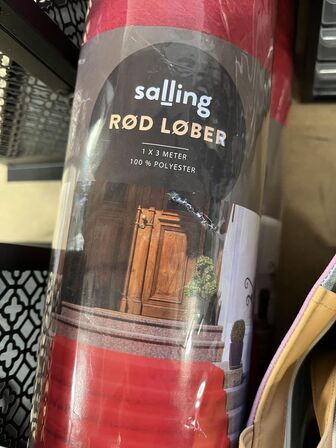 salling
RØD LØBER
1 X 3 METER
100 % POLYESTER